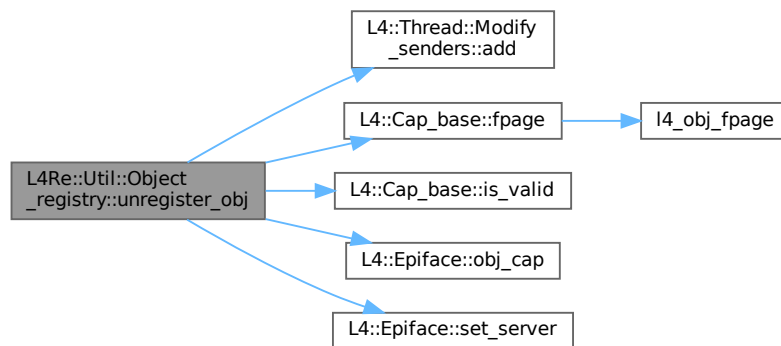 L4::Thread::Modify
_senders::add
L4::Cap_base::fpage
l4_obj_fpage
L4Re::Util::Object
_registry::unregister_obj
L4::Cap_base::is_valid
L4::Epiface::obj_cap
L4::Epiface::set_server